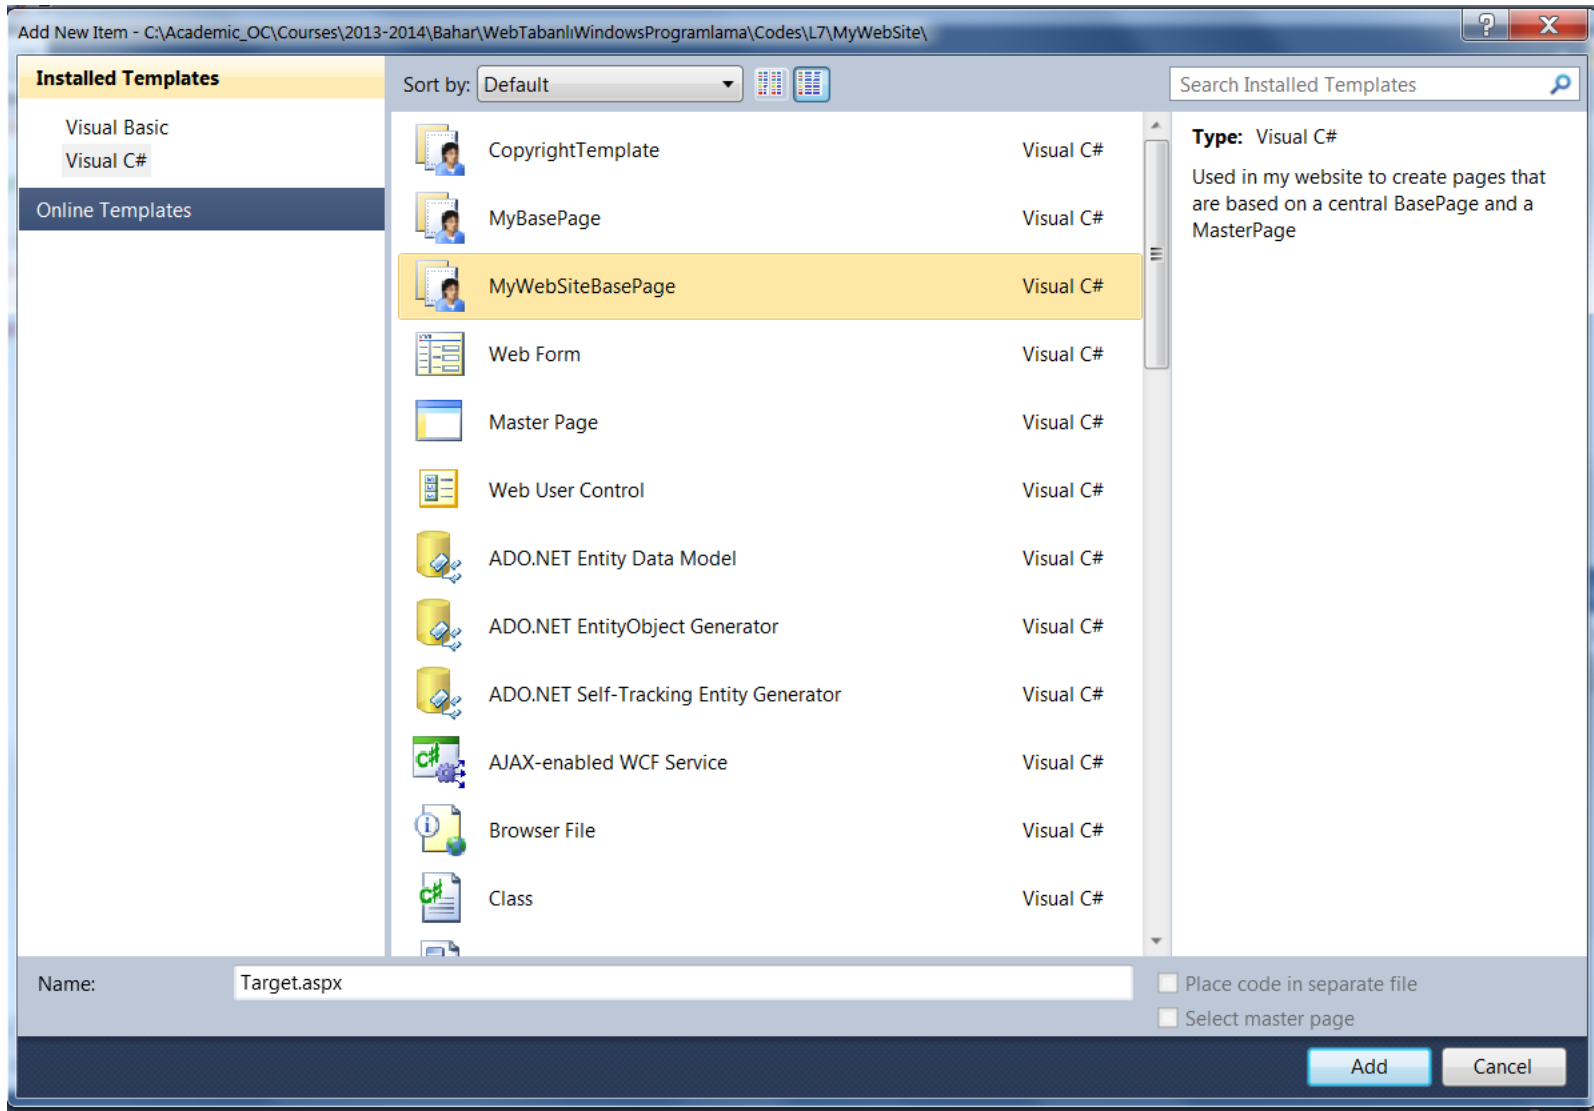 Add New Item - C:\Academic_OC\Courses\2013-2014\Bahar\WebTabanlıWindowsProgramlama\Codes\L7\MyWebSite\
Installed Templates
Visual Basic
Visual C#
Online Templates
Sort by: Default
Search Installed Templates
CopyrightTemplate Visual C#
MyBasePage Visual C#
MyWebSiteBasePage Visual C#
Web Form Visual C#
Master Page Visual C#
Web User Control Visual C#
ADO.NET Entity Data Model Visual C#
ADO.NET EntityObject Generator Visual C#
ADO.NET Self-Tracking Entity Generator Visual C#
AJAX-enabled WCF Service Visual C#
Browser File Visual C#
Class Visual C#
Type: Visual C#
Used in my website to create pages that
are based on a central BasePage and a
MasterPage
Name: Target.aspx
Place code in separate file
Select master page
Add Cancel